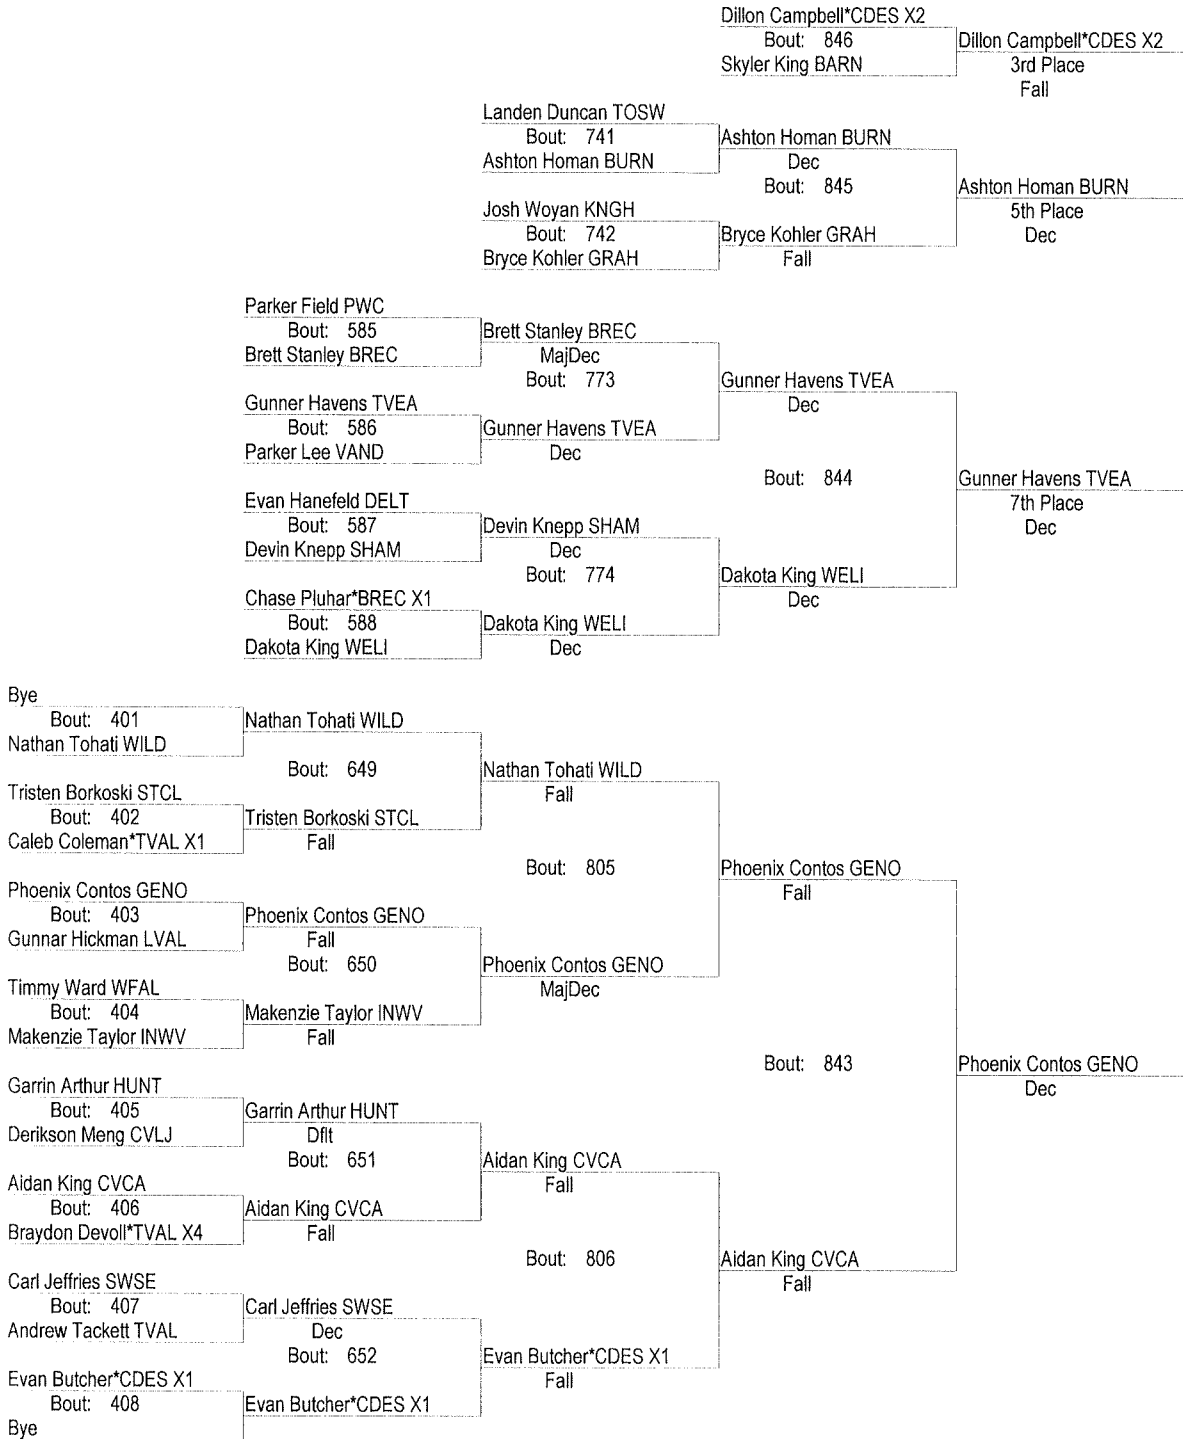 Dillon Campbell*CDES X2
Bout: 846
Skyler King BARN
Dillon Campbell*CDES X2
3rd Place
Fall
Landen Duncan TOSW
Bout: 741
Ashton Homan BURN
Ashton Homan BURN
Dec
Bout: 845
Josh Woyan KNGH
Bout: 742
Bryce Kohler GRAH
Bryce Kohler GRAH
Fall
Ashton Homan BURN
5th Place
Dec
Parker Field PWC
Bout: 585
Brett Stanley BREC
Brett Stanley BREC
MajDec
Bout: 773
Gunner Havens TVEA
Bout: 586
Parker Lee VAND
Gunner Havens TVEA
Dec
Gunner Havens TVEA
Dec
Bout: 844
Evan Hanefeld DELT
Bout: 587
Devin Knepp SHAM
Devin Knepp SHAM
Dec
Bout: 774
Chase Pluhar*BREC X1
Bout: 588
Dakota King WELI
Dakota King WELI
Dec
Dakota King WELI
Dec
Gunner Havens TVEA
7th Place
Dec
Bye
Bout: 401
Nathan Tohati WILD
Nathan Tohati WILD
Bout: 649
Tristen Borkoski STCL
Bout: 402
Caleb Coleman*TVAL X1
Tristen Borkoski STCL
Fall
Nathan Tohati WILD
Fall
Bout: 805
Phoenix Contos GENO
Bout: 403
Gunnar Hickman LVAL
Phoenix Contos GENO
Fall
Bout: 650
Timmy Ward WFAL
Bout: 404
Makenzie Taylor INWV
Makenzie Taylor INWV
Fall
Phoenix Contos GENO
MajDec
Phoenix Contos GENO
Fall
Bout: 843
Garrin Arthur HUNT
Bout: 405
Derikson Meng CVLJ
Garrin Arthur HUNT
Dflt
Bout: 651
Aidan King CVCA
Bout: 406
Braydon Devoll*TVAL X4
Aidan King CVCA
Fall
Aidan King CVCA
Fall
Bout: 806
Carl Jeffries SWSE
Bout: 407
Andrew Tackett TVAL
Carl Jeffries SWSE
Dec
Bout: 652
Evan Butcher*CDES X1
Bout: 408
Bye
Evan Butcher*CDES X1
Evan Butcher*CDES X1
Fall
Aidan King CVCA
Fall
Phoenix Contos GENO
Dec